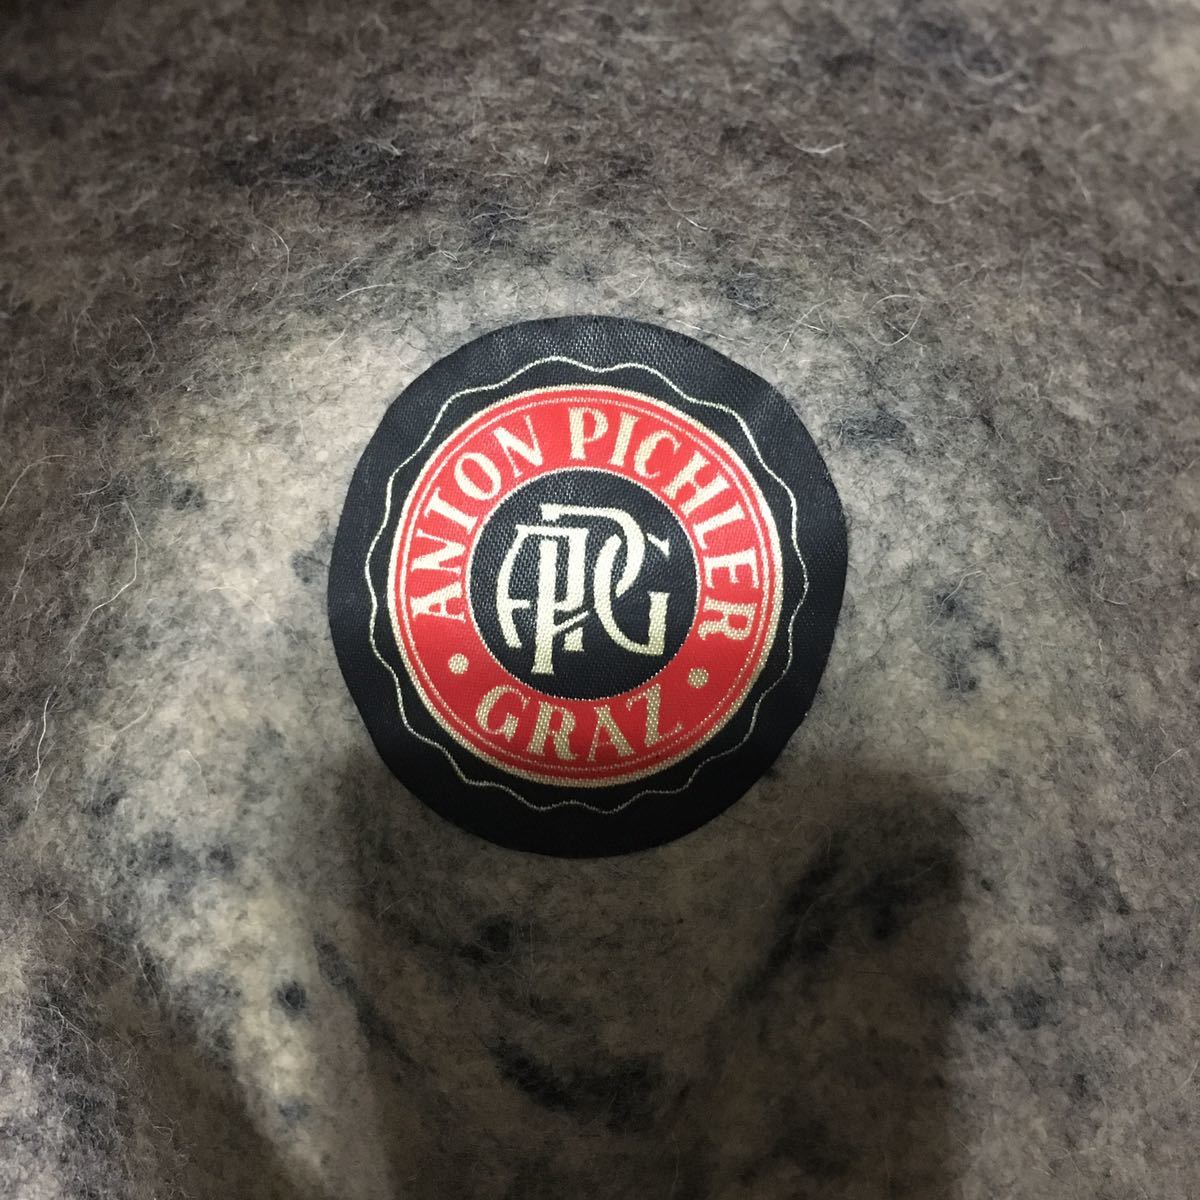 ANTON PICHLER
APG
• GRAZ •